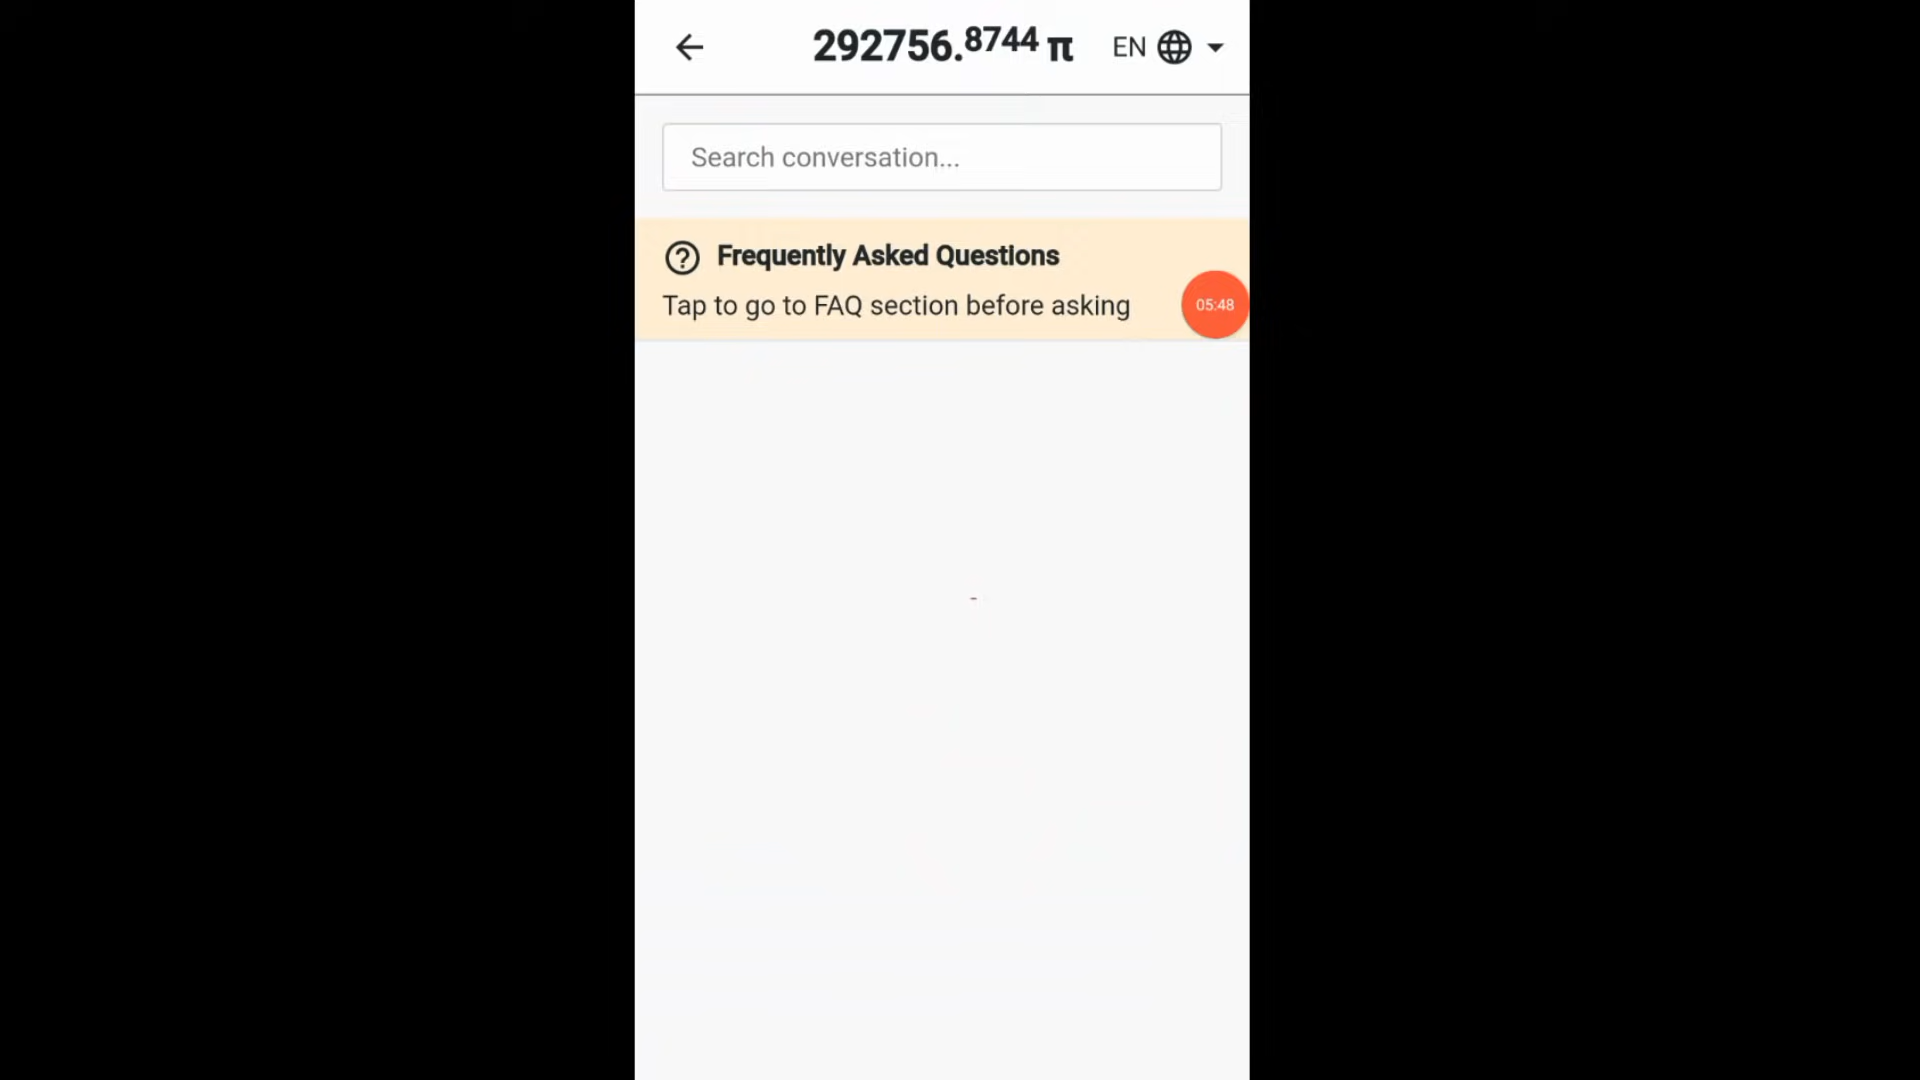 292756.8744 π EN
Search conversation...
Frequently Asked Questions
Tap to go to FAQ section before asking
05:48